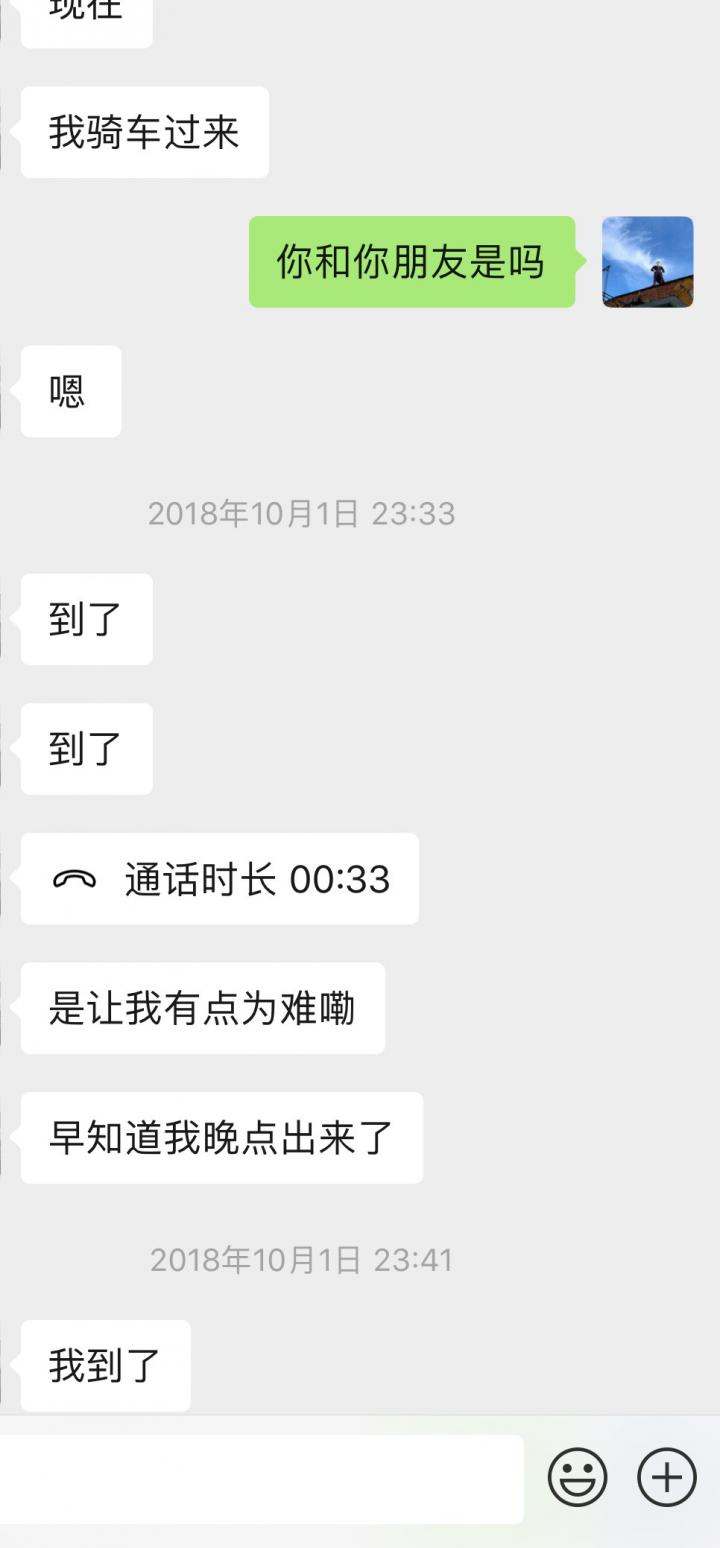 现在
我骑车过来
你和你朋友是吗
嗯
2018年10月1日 23:33
到了
到了
通话时长 00:33
是让我有点为难嘞
早知道我晚点出来了
2018年10月1日 23:41
我到了